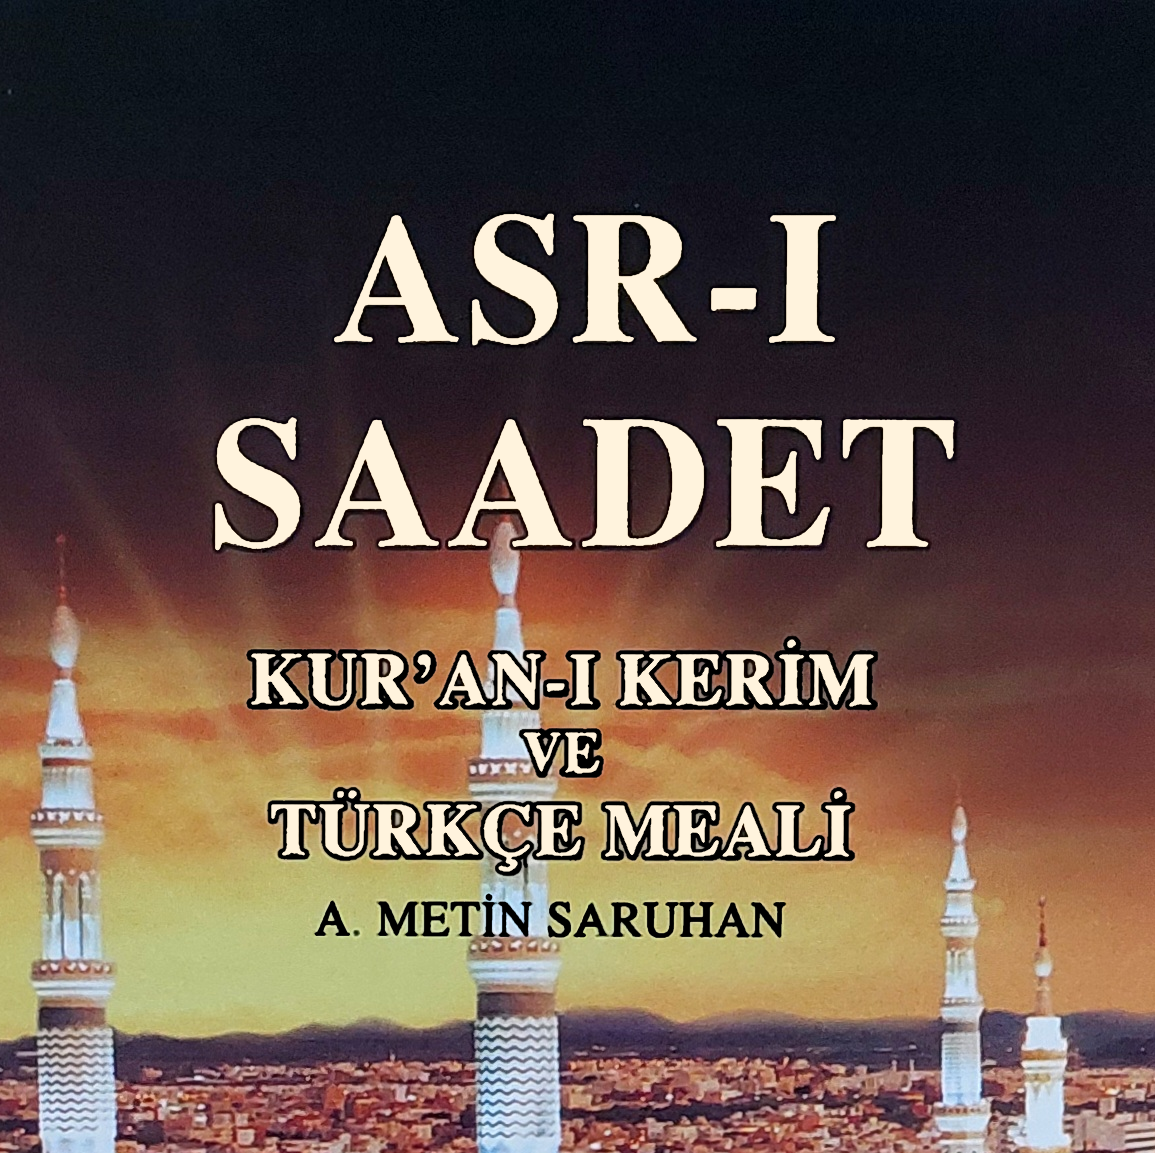 ASR-I
SAADET
KUR'AN-I KERİM
VE
TÜRKÇE MEALİ
A. METİN SARUHAN